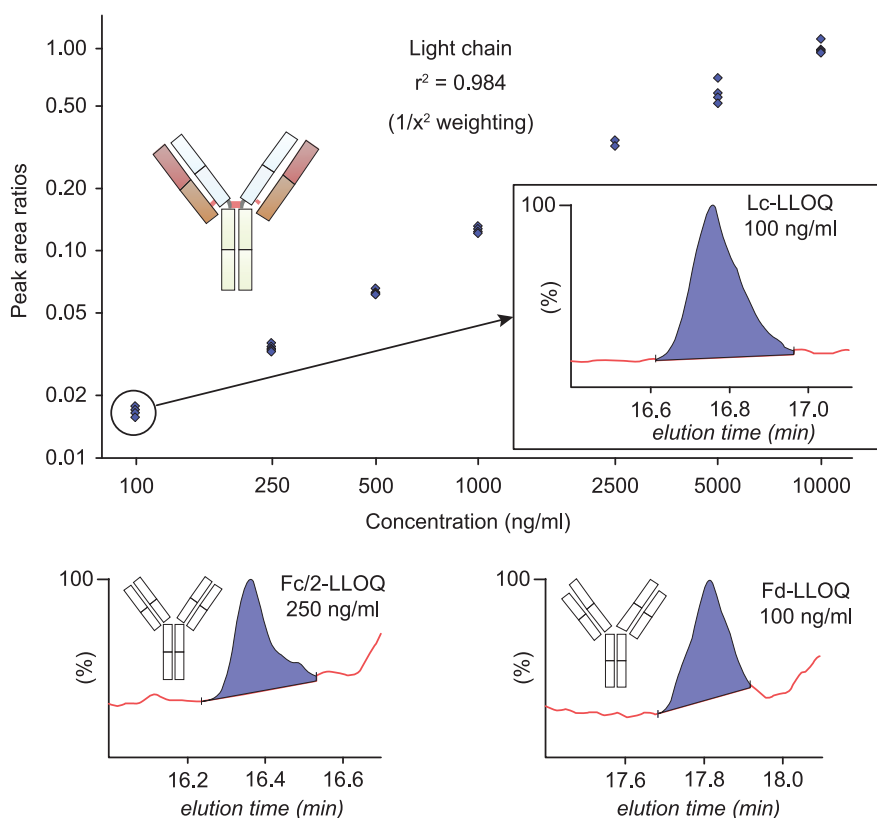 Peak area ratios
1.00
0.50
0.20
0.10
0.05
0.02
0.01
Light chain
r² = 0.984
(1/x² weighting)
100
250
500
1000
2500
5000
10000
Concentration (ng/ml)
Lc-LLOQ
100 ng/ml
100
(%)
16.6
16.8
17.0
elution time (min)
Fc/2-LLOQ
250 ng/ml
100
(%)
16.2
16.4
16.6
elution time (min)
Fd-LLOQ
100 ng/ml
100
(%)
17.6
17.8
18.0
elution time (min)